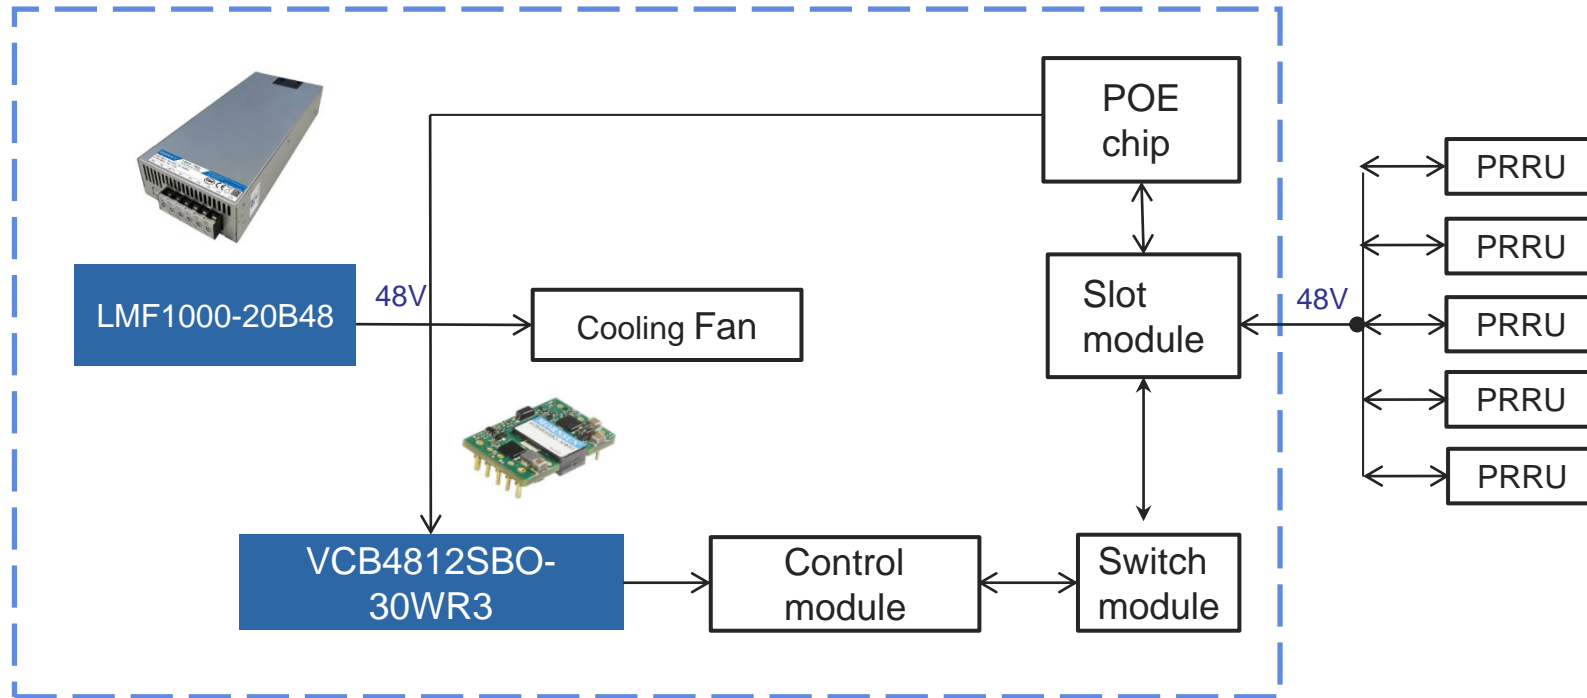 POE
chip
PRRU
PRRU
LMF1000-20B48
48V
Cooling Fan
Slot
module
48V
PRRU
PRRU
PRRU
VCB4812SBO-
30WR3
Control
module
Switch
module